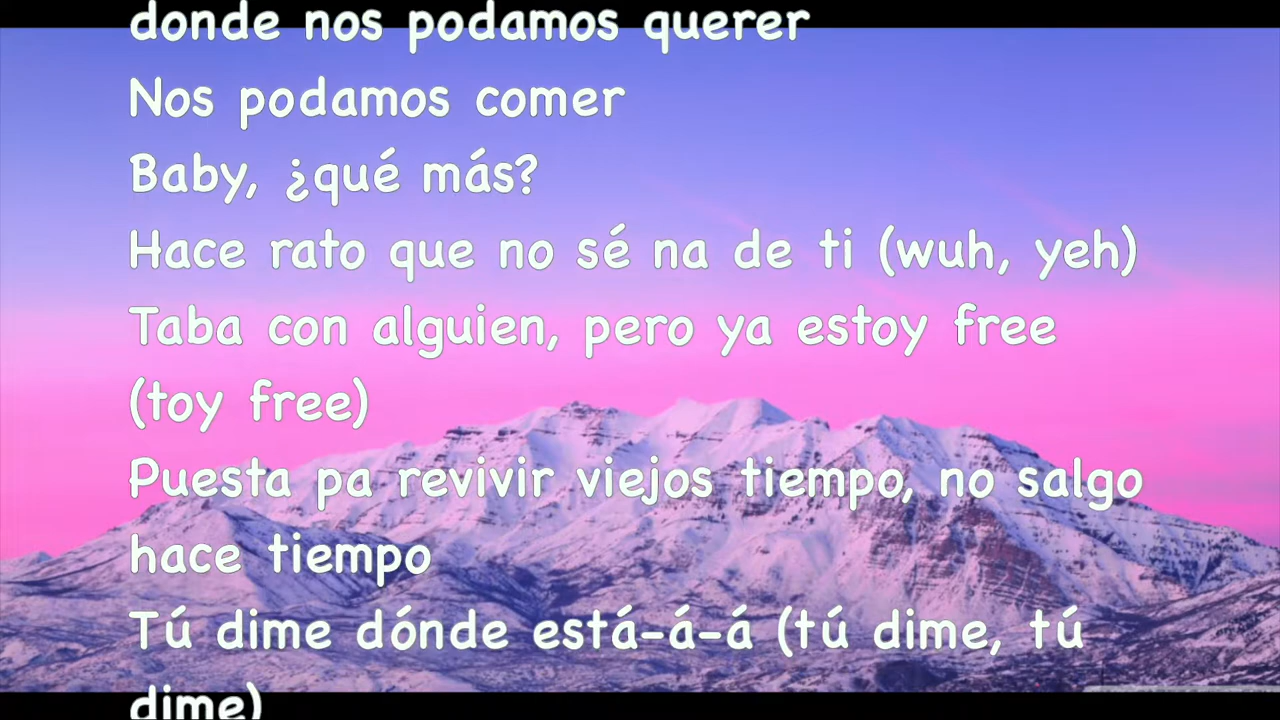 donde nos podamos querer
Nos podamos comer
Baby, ¿qué más?
Hace rato que no sé na de ti (wuh, yeh)
Taba con alguien, pero ya estoy free
(toy free)
Puesta pa revivir viejos tiempo, no salgo
hace tiempo
Tú dime dónde está-á-á (tú dime, tú
dime)